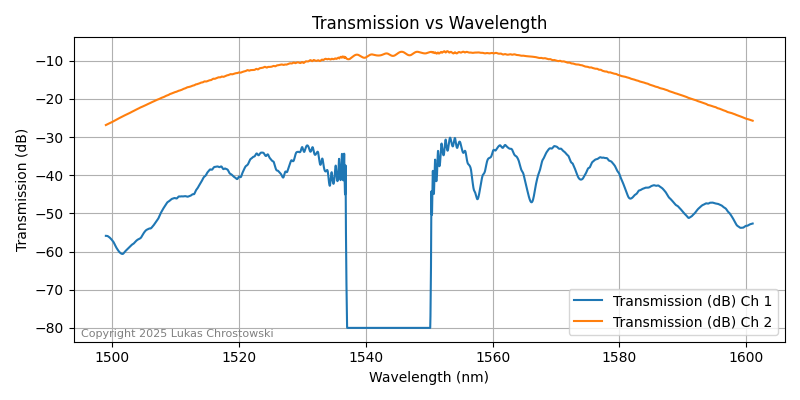 Transmission vs Wavelength
−10
−20
−30
−40
−50
−60
−70
−80
Transmission (dB)
Transmission (dB) Ch 1
Transmission (dB) Ch 2
Copyright 2025 Lukas Chrostowski
1500 1520 1540 1560 1580 1600
Wavelength (nm)